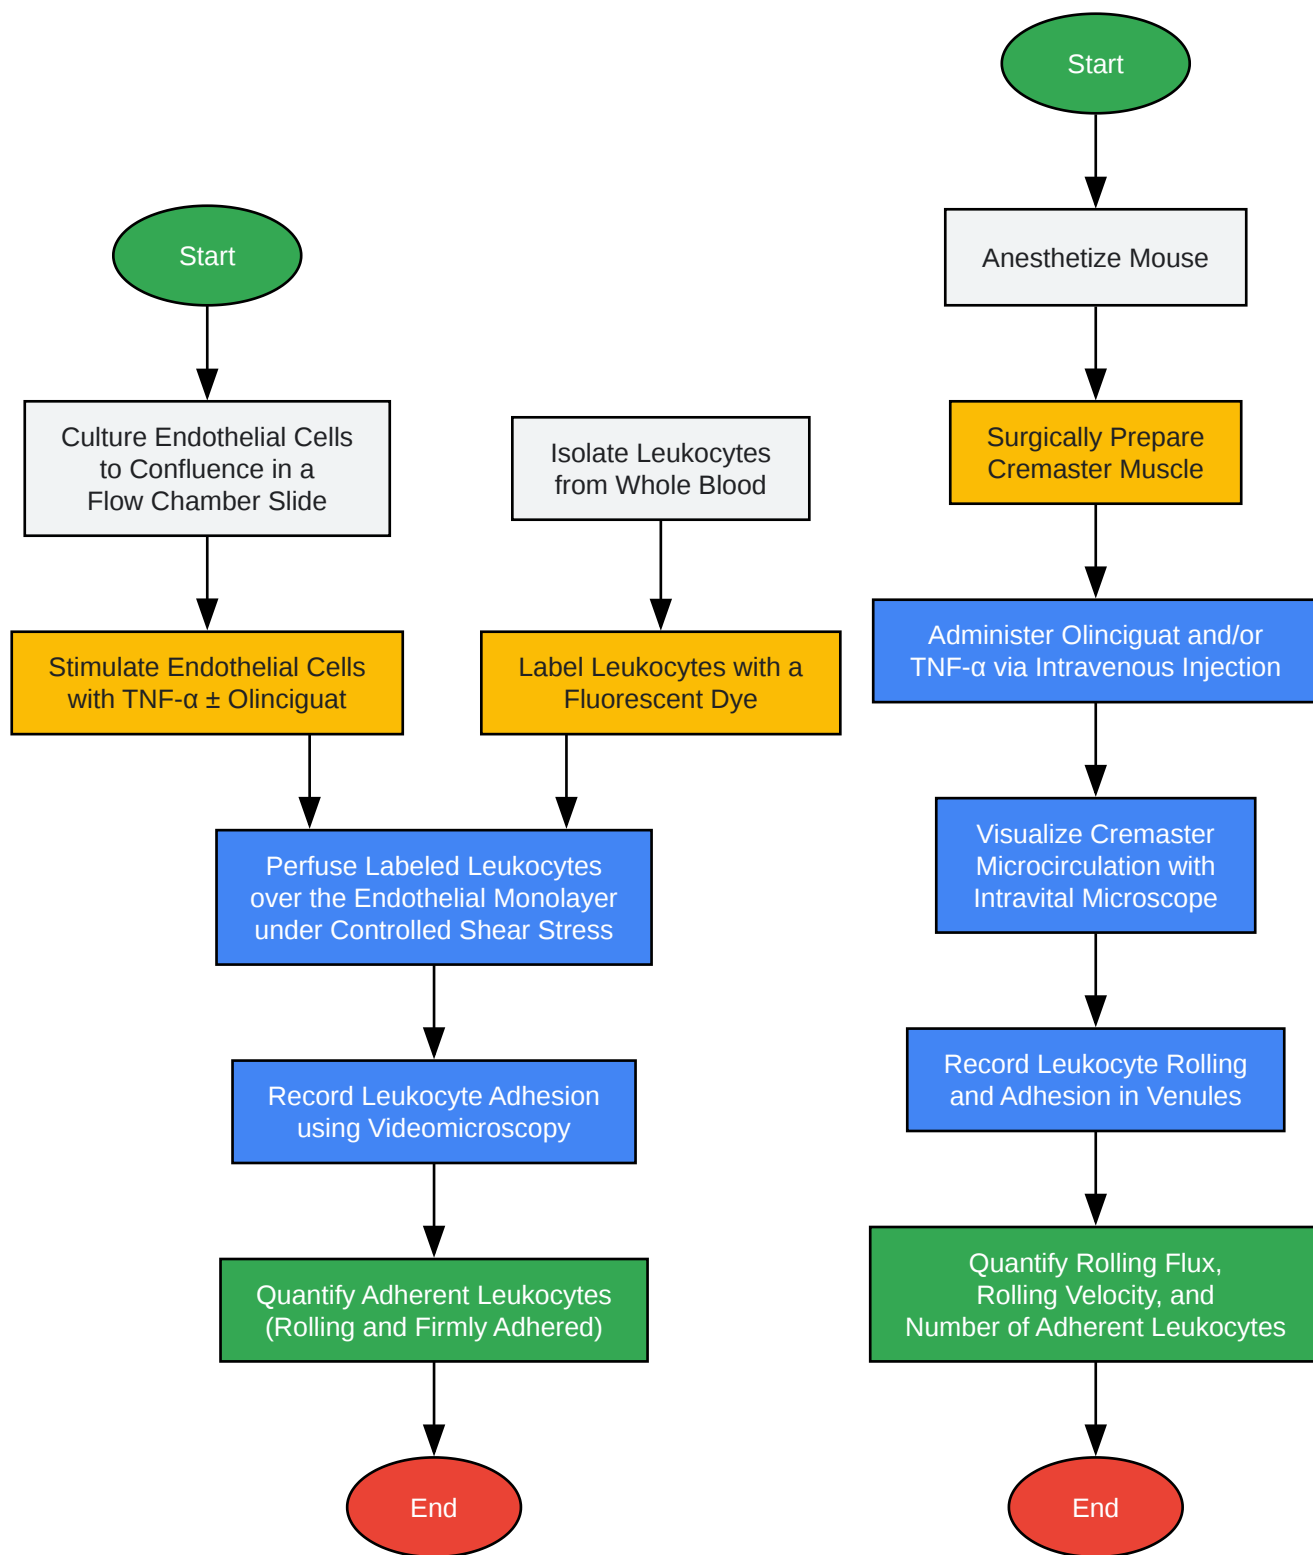 Start
Culture Endothelial Cells
to Confluence in a
Flow Chamber Slide
Isolate Leukocytes
from Whole Blood
Stimulate Endothelial Cells
with TNF-α ± Olinciguat
Label Leukocytes with a
Fluorescent Dye
Perfuse Labeled Leukocytes
over the Endothelial Monolayer
under Controlled Shear Stress
Record Leukocyte Adhesion
using Videomicroscopy
Quantify Adherent Leukocytes
(Rolling and Firmly Adhered)
End
Start
Anesthetize Mouse
Surgically Prepare
Cremaster Muscle
Administer Olinciguat and/or
TNF-α via Intravenous Injection
Visualize Cremaster
Microcirculation with
Intravital Microscope
Record Leukocyte Rolling
and Adhesion in Venules
Quantify Rolling Flux,
Rolling Velocity, and
Number of Adherent Leukocytes
End